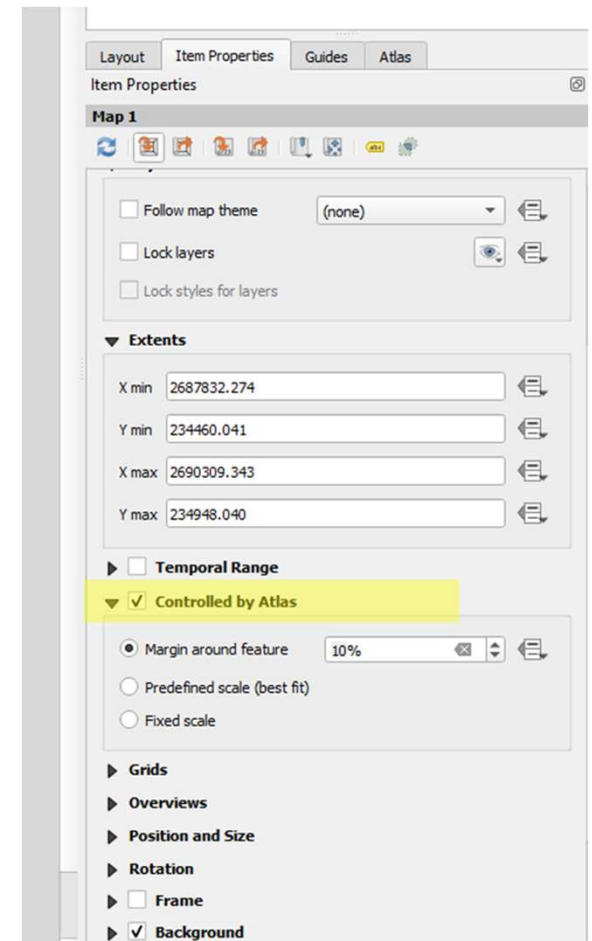 Layout Item Properties Guides Atlas
Item Properties
Map 1
abc
Follow map theme (none)
Lock layers
Lock styles for layers
Extents
X min 2687832.274
Y min 234460.041
X max 2690309.343
Y max 234948.040
Temporal Range
Controlled by Atlas
Margin around feature 10%
Predefined scale (best fit)
Fixed scale
Grids
Overviews
Position and Size
Rotation
Frame
Background